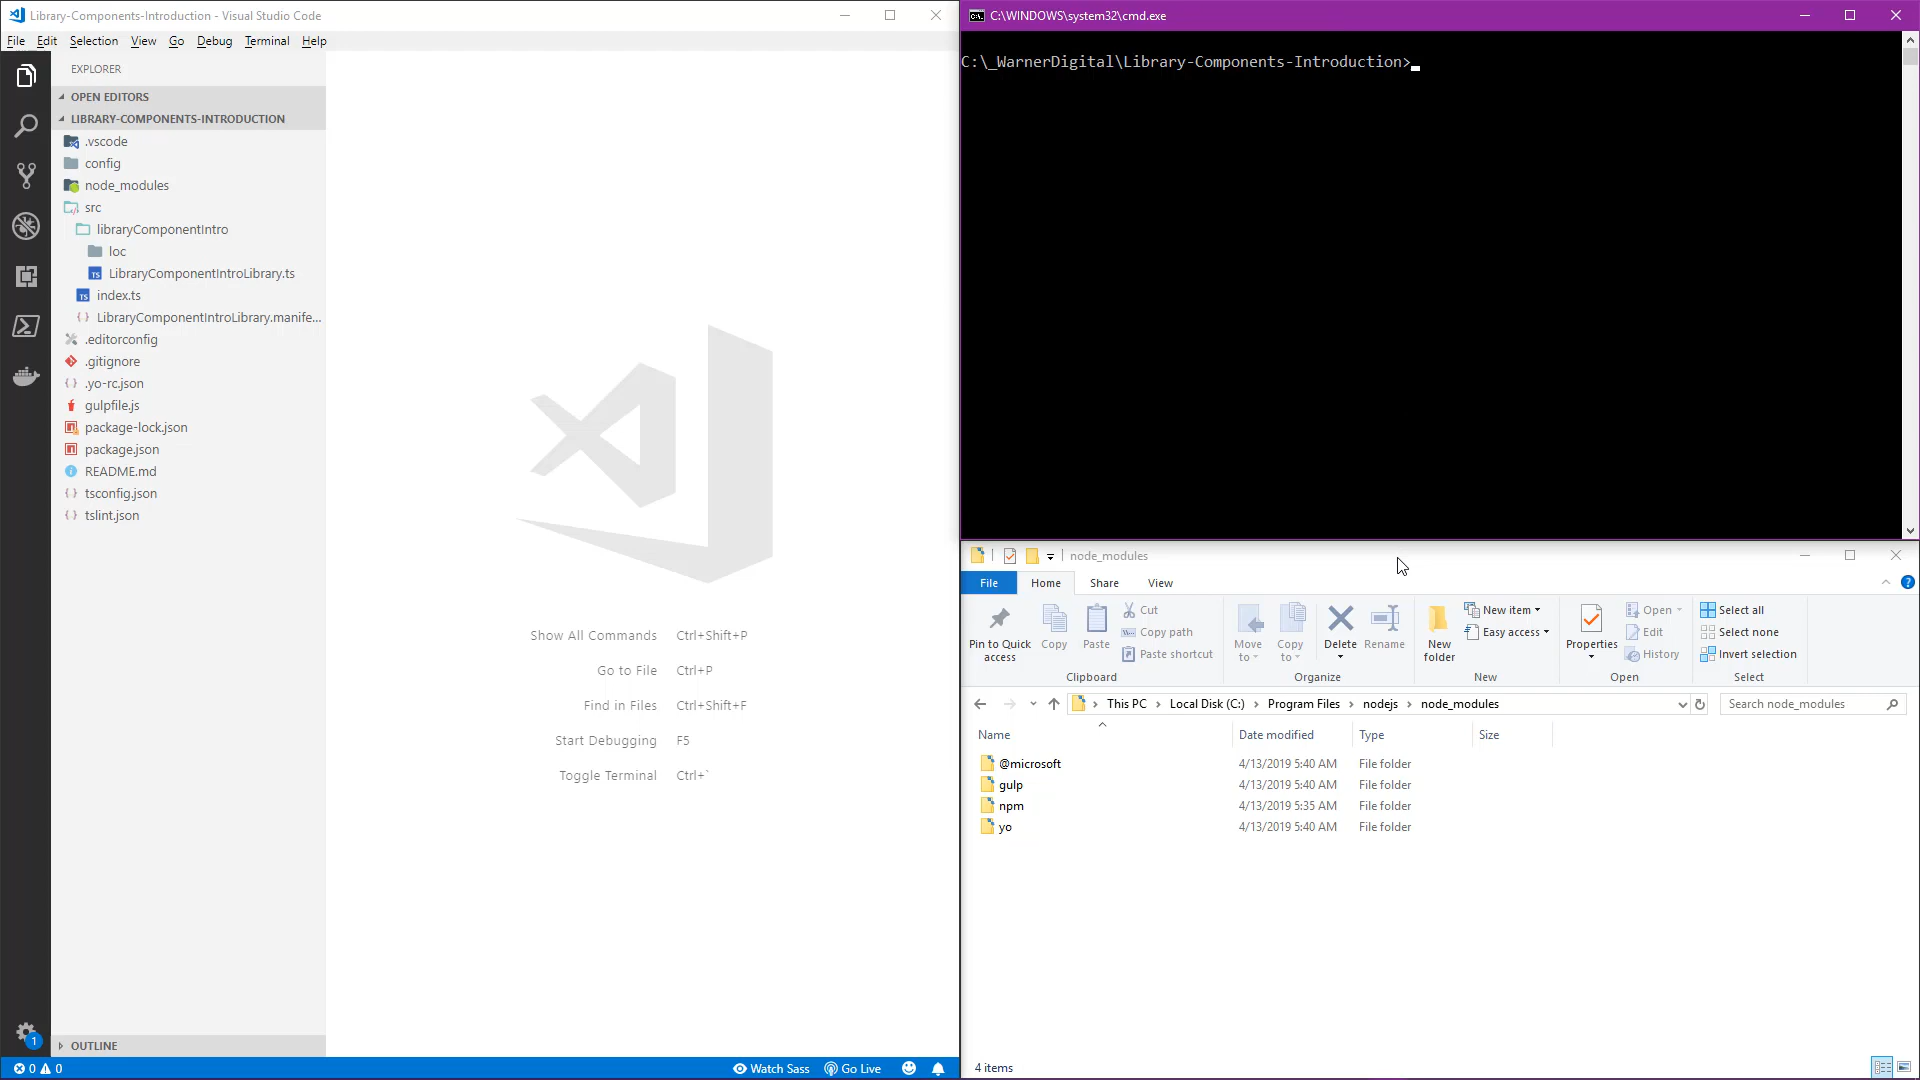 Library-Components-Introduction - Visual Studio Code
File Edit Selection View Go Debug Terminal Help
EXPLORER
OPEN EDITORS
LIBRARY-COMPONENTS-INTRODUCTION
.vscode
config
node_modules
src
libraryComponentIntro
loc
TS LibraryComponentIntroLibrary.ts
TS index.ts
{} LibraryComponentIntroLibrary.manife...
.editorconfig
.gitignore
{} .yo-rc.json
gulpfile.js
package-lock.json
package.json
README.md
{} tsconfig.json
{} tslint.json
1
OUTLINE
0 0
Show All Commands Ctrl+Shift+P
Go to File Ctrl+P
Find in Files Ctrl+Shift+F
Start Debugging F5
Toggle Terminal Ctrl+`
Watch Sass Go Live
C:\WINDOWS\system32\cmd.exe
C:\_WarnerDigital\Library-Components-Introduction>_
node_modules
File Home Share View
Pin to Quick access
Copy
Paste
Cut
Copy path
Paste shortcut
Clipboard
Move to
Copy to
Delete
Rename
Organize
New folder
New item
Easy access
New
Properties
Open
Edit
History
Open
Select all
Select none
Invert selection
Select
This PC > Local Disk (C:) > Program Files > nodejs > node_modules
Search node_modules
Name Date modified Type Size
@microsoft 4/13/2019 5:40 AM File folder
gulp 4/13/2019 5:40 AM File folder
npm 4/13/2019 5:35 AM File folder
yo 4/13/2019 5:40 AM File folder
4 items